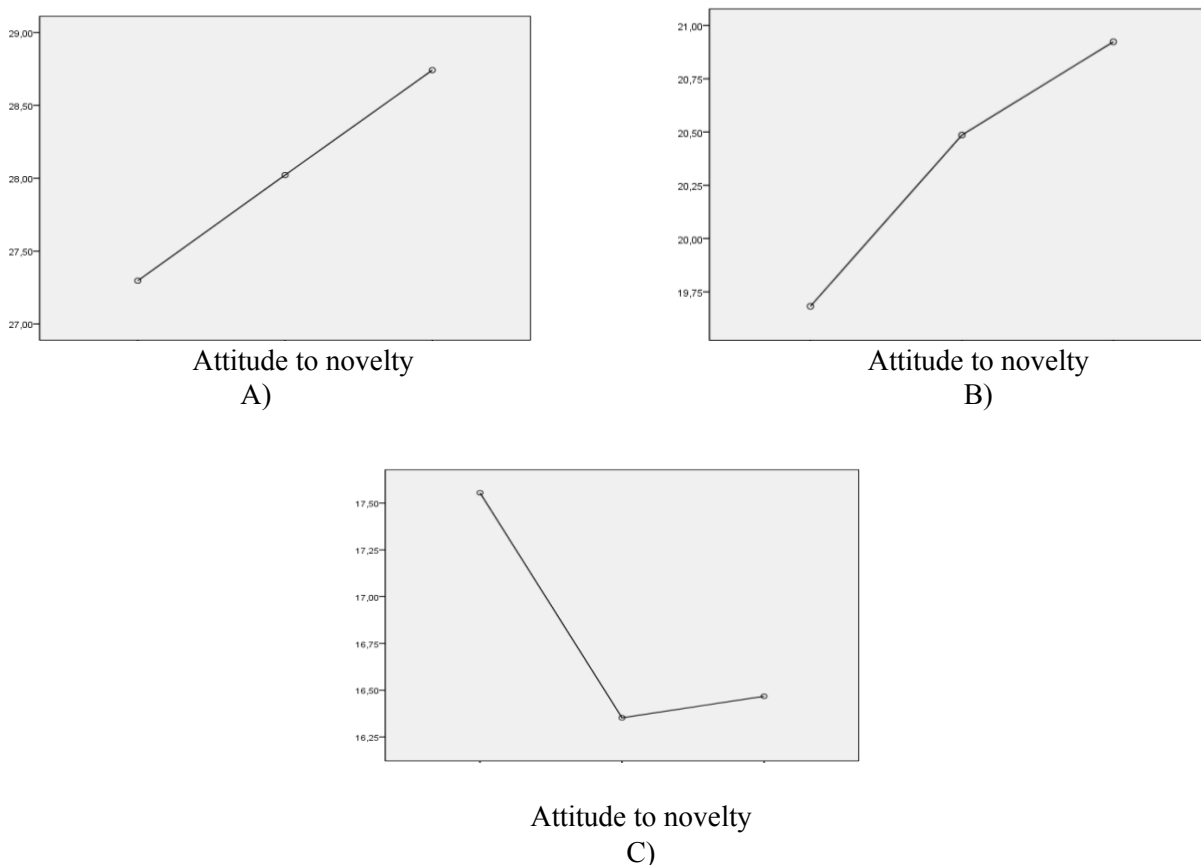 29,00
28,50
28,00
27,50
27,00
Attitude to novelty
A)
21,00
20,75
20,50
20,25
20,00
19,75
Attitude to novelty
B)
17,50
17,25
17,00
16,75
16,50
16,25
Attitude to novelty
C)